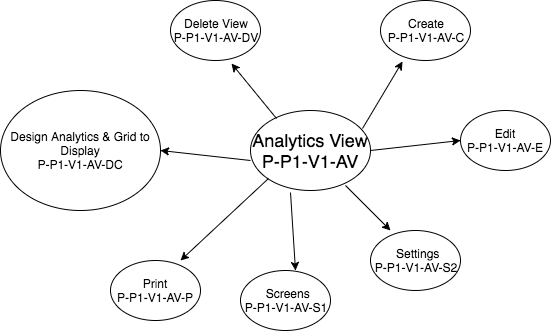 Delete View
P-P1-V1-AV-DV
Create
P-P1-V1-AV-C
Design Analytics & Grid to
Display
P-P1-V1-AV-DC
Analytics View
P-P1-V1-AV
Edit
P-P1-V1-AV-E
Settings
P-P1-V1-AV-S2
Print
P-P1-V1-AV-P
Screens
P-P1-V1-AV-S1